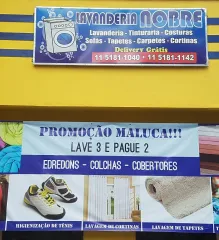 LAVANDERIA NOBRE
Lavanderia - Tinturaria - Costuras
Sofás - Tapetes - Carpetes - Cortinas
Delivery Grátis
11 5181-1040 • 11 5181-1142
PROMOÇÃO MALUCA!!!
LAVE 3 E PAGUE 2
EDREDONS - COLCHAS - COBERTORES
HIGIENIZAÇÃO DE TÊNIS
LAVAGEM DE CORTINAS
LAVAGEM DE TAPETES